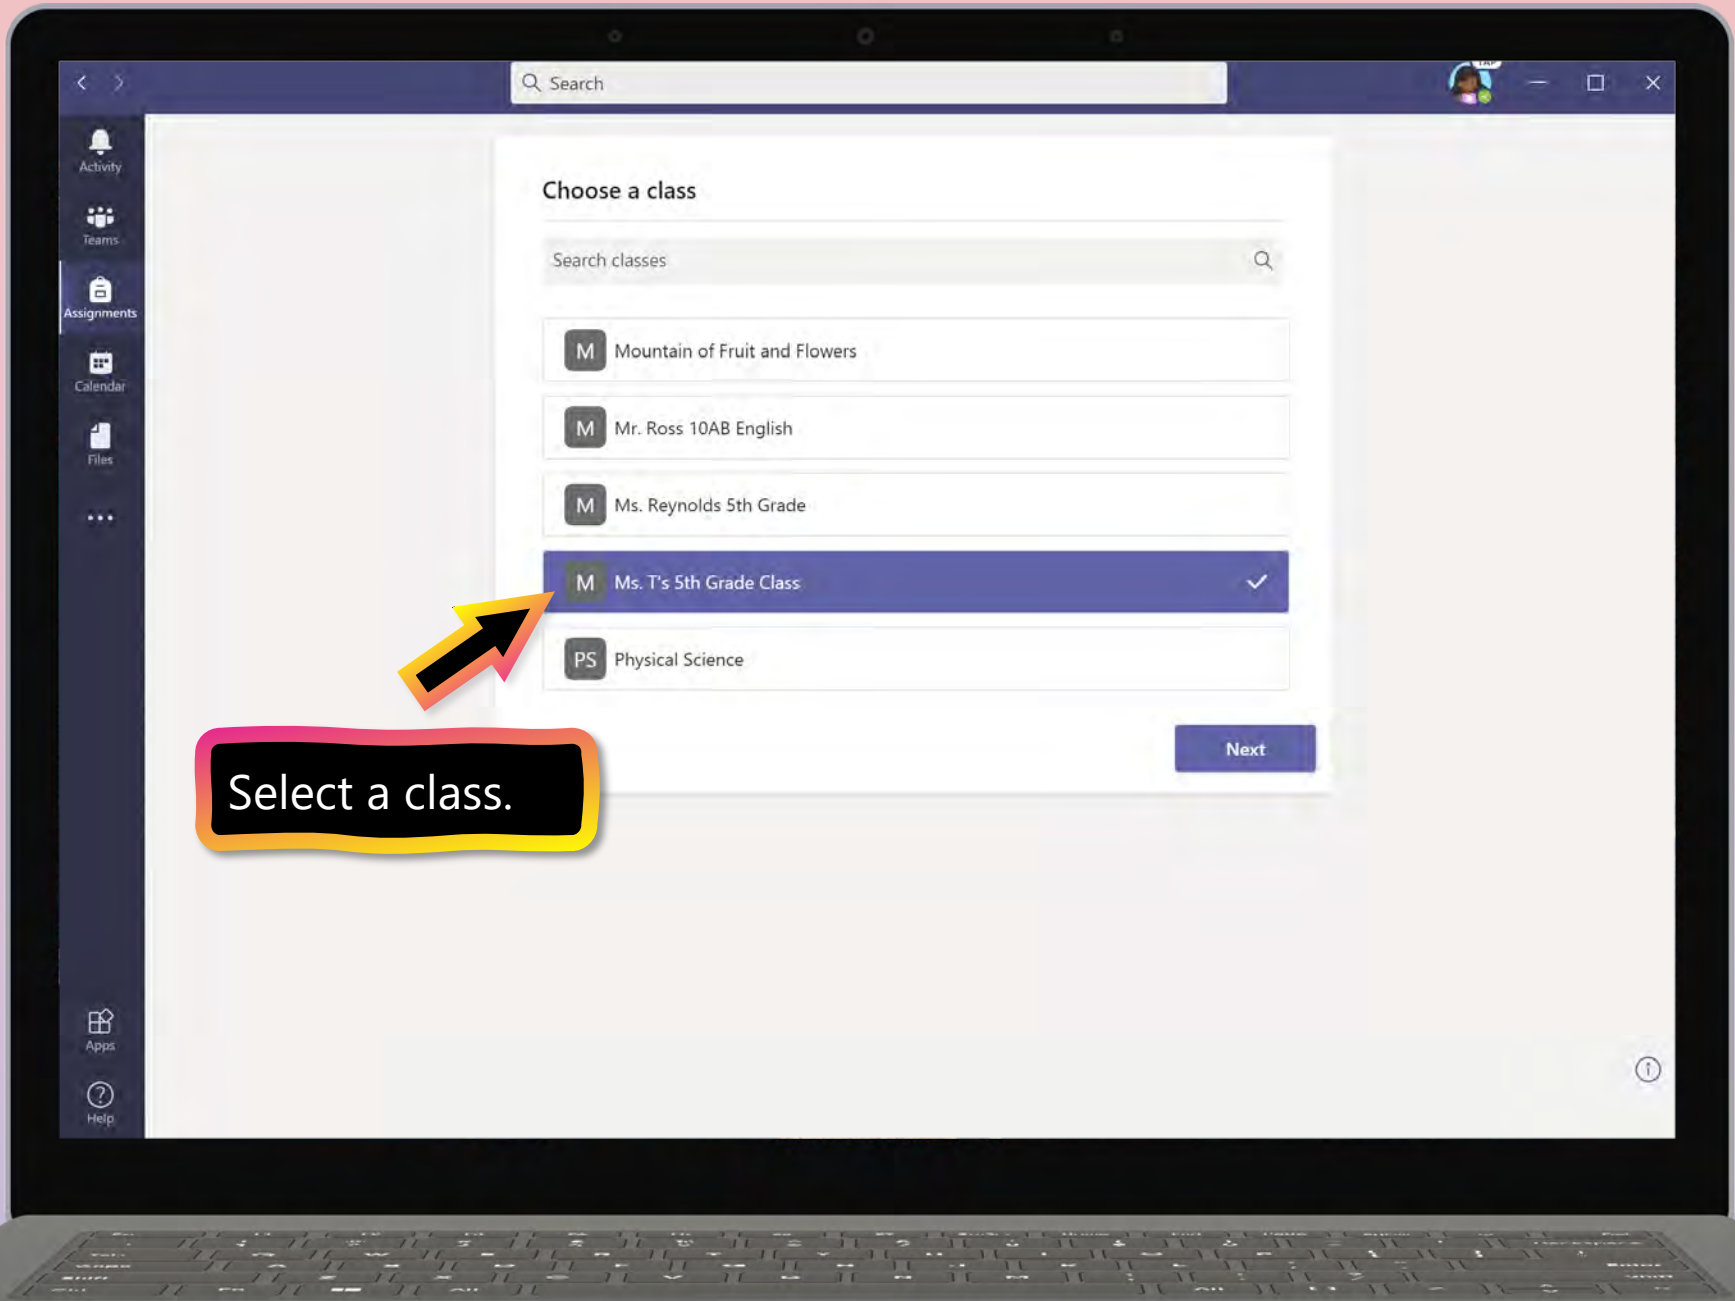 Search
TAP
Activity
Teams
Assignments
Calendar
Files
Choose a class
Search classes
M Mountain of Fruit and Flowers
M Mr. Ross 10AB English
M Ms. Reynolds 5th Grade
M Ms. T's 5th Grade Class
PS Physical Science
Next
Select a class.
Apps
Help